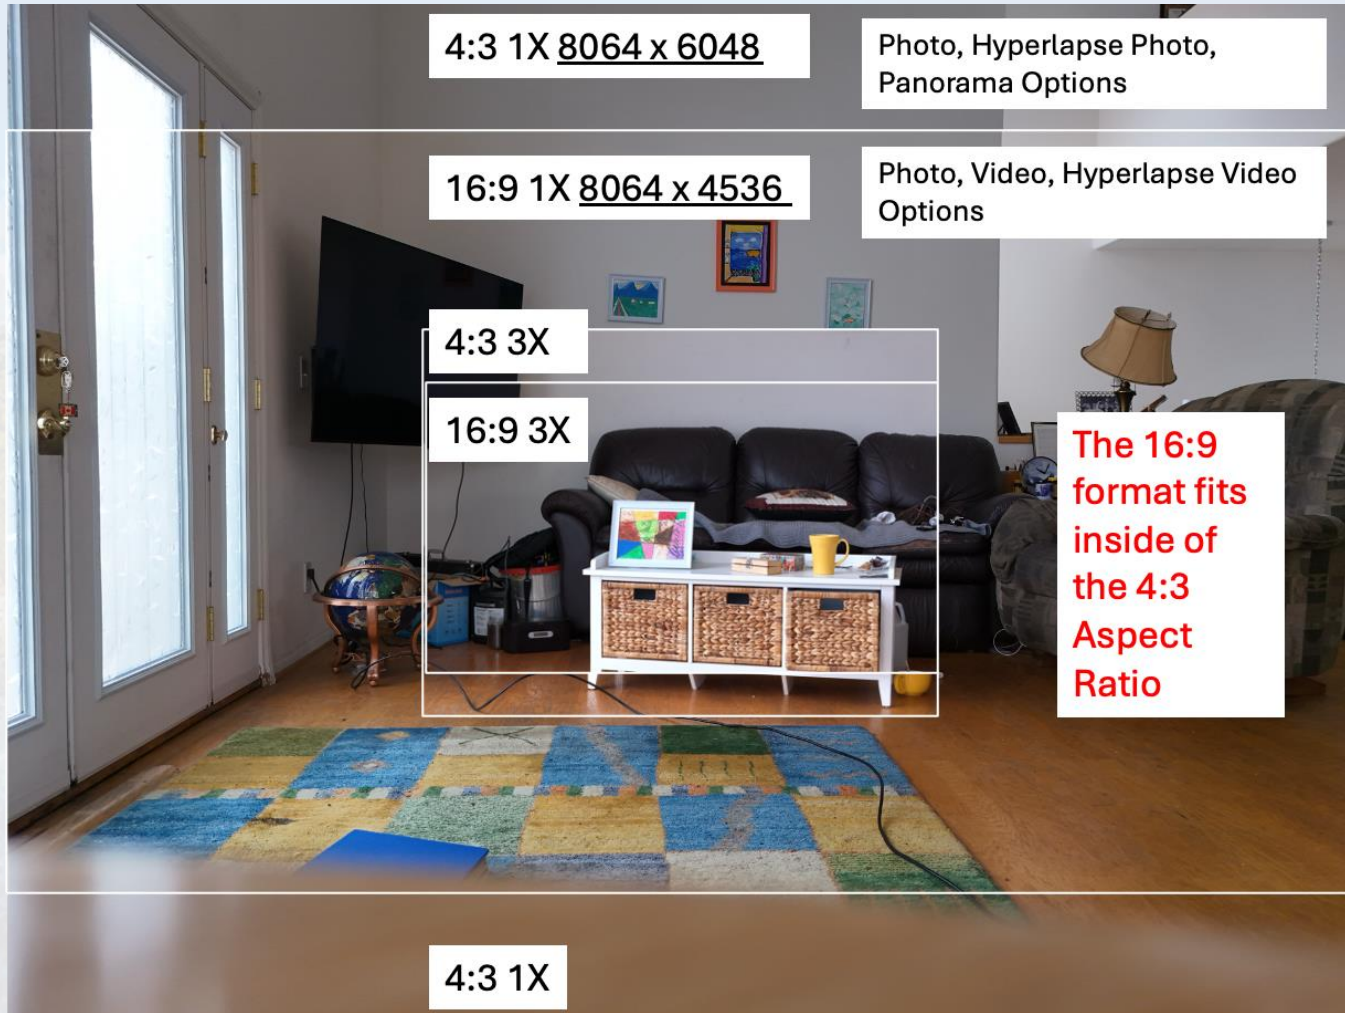 4:3 1X 8064 x 6048
Photo, Hyperlapse Photo,
Panorama Options
16:9 1X 8064 x 4536
Photo, Video, Hyperlapse Video
Options
4:3 3X
16:9 3X
The 16:9
format fits
inside of
the 4:3
Aspect
Ratio
4:3 1X